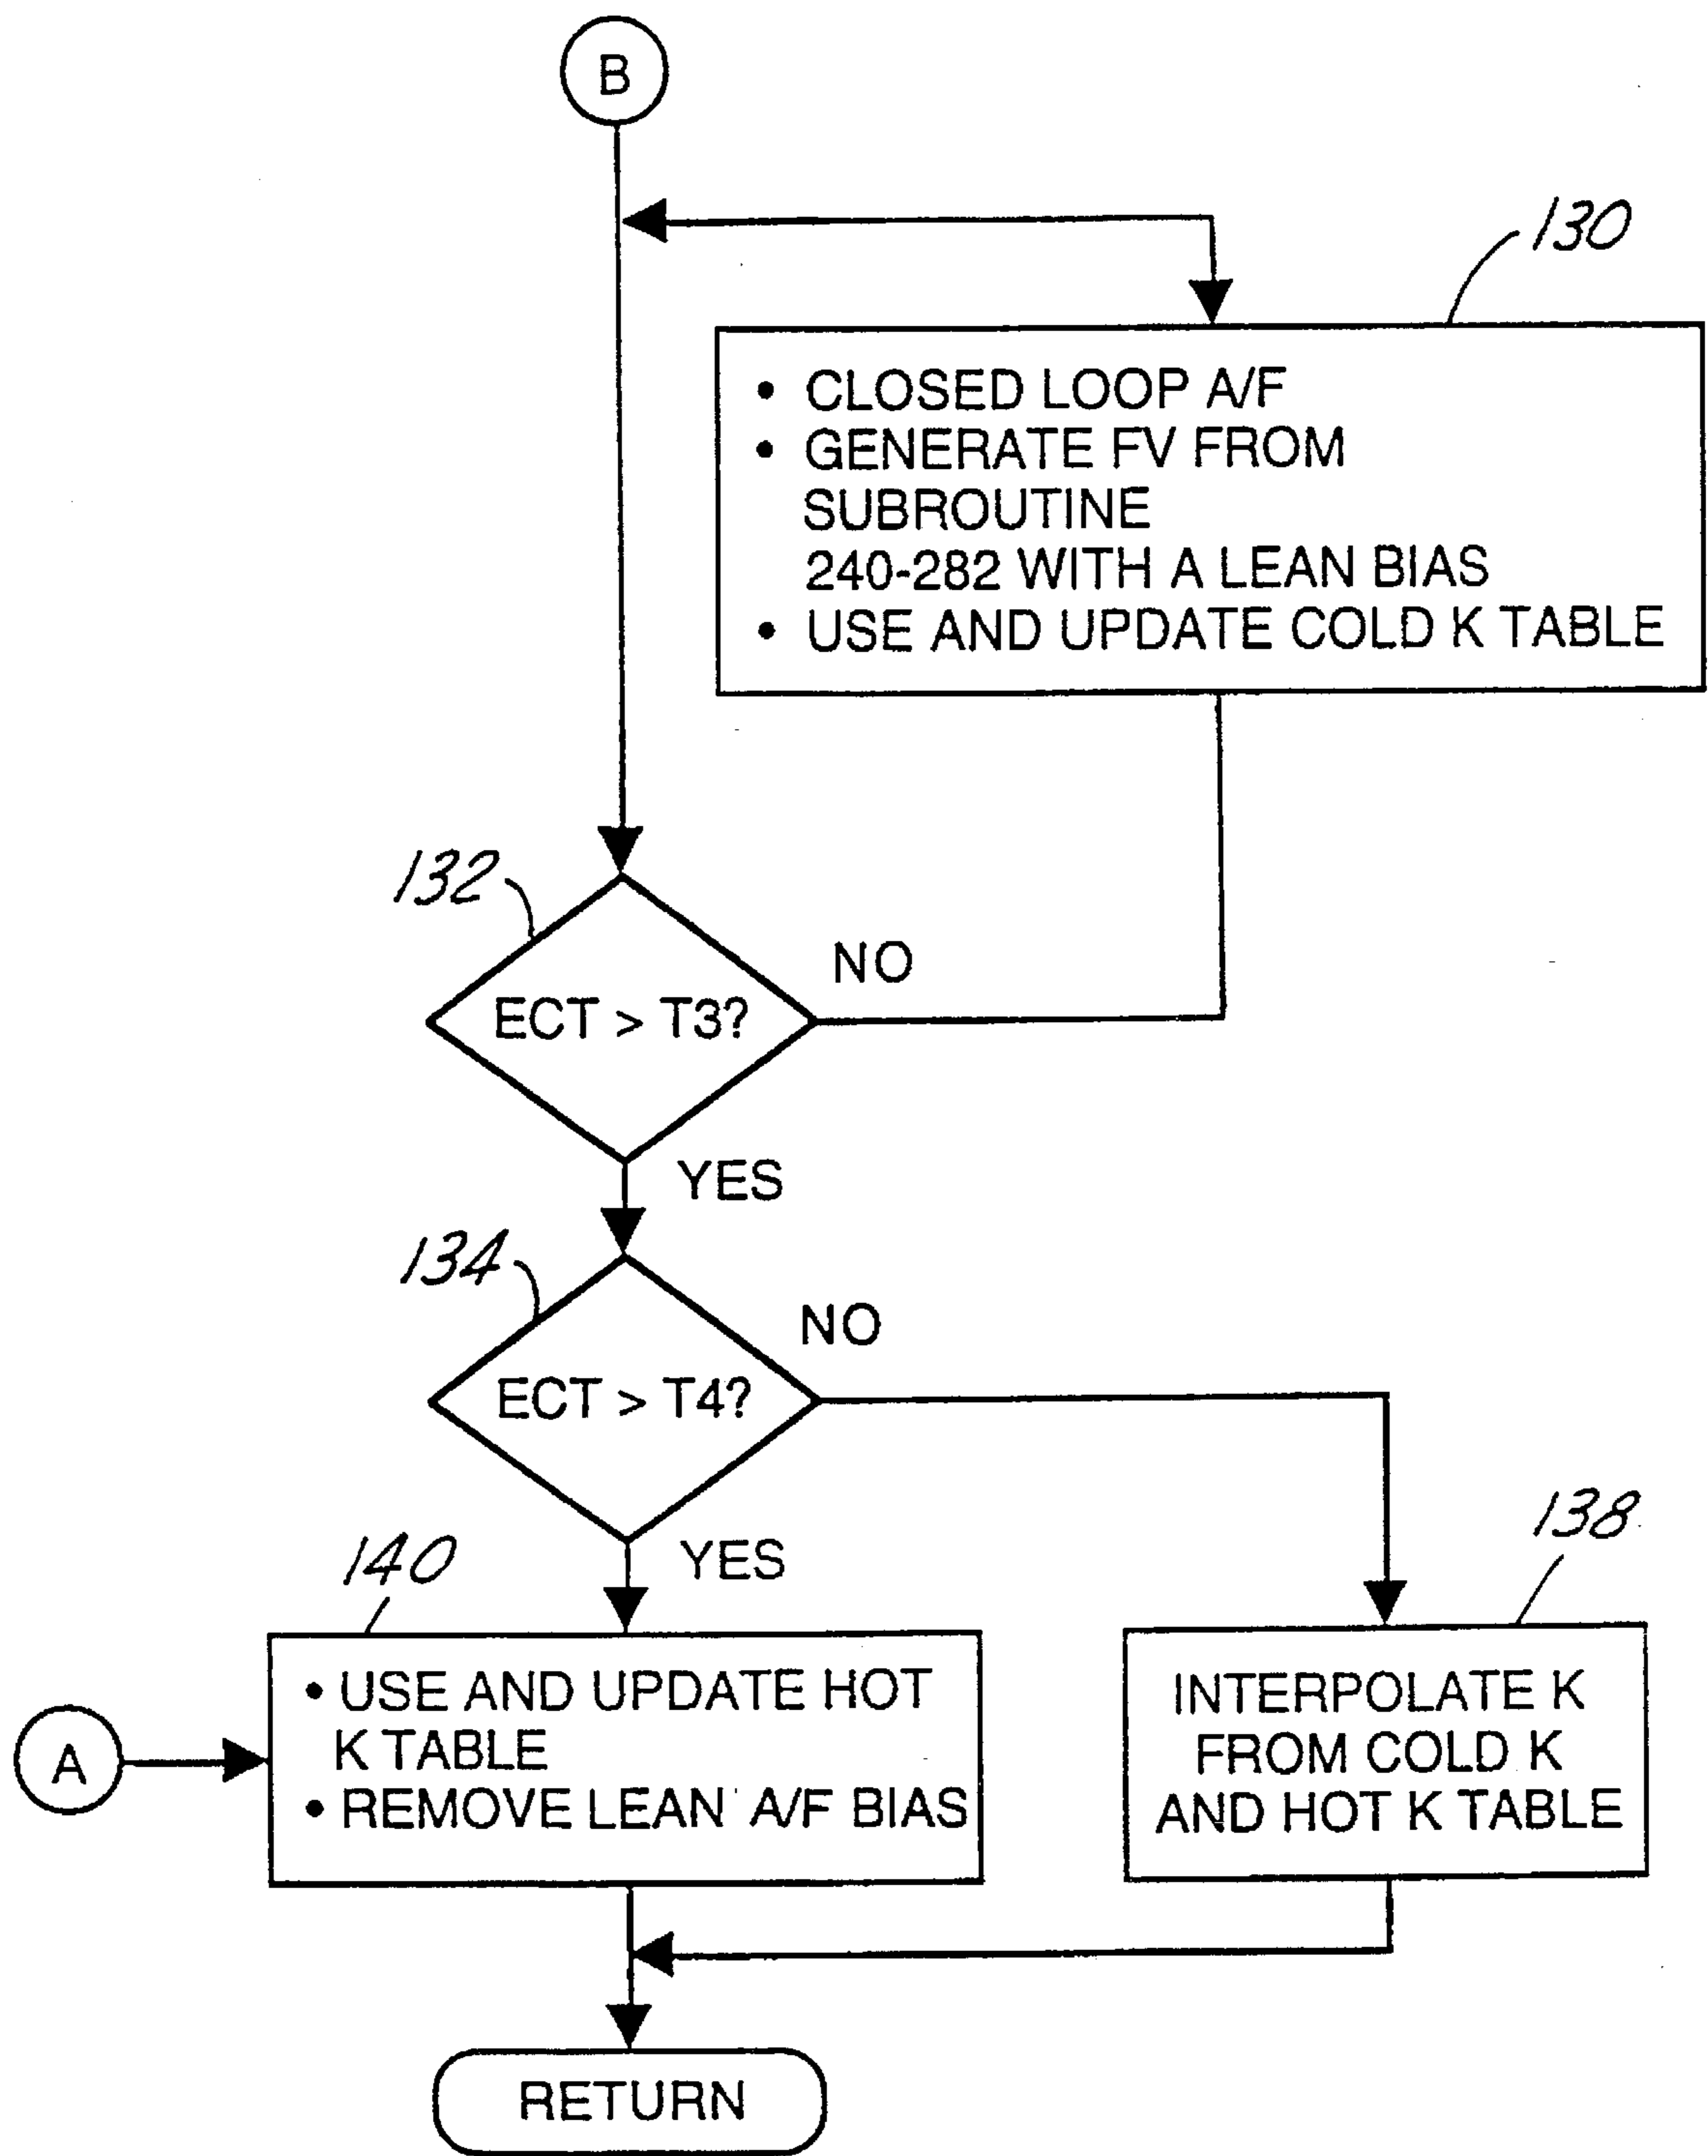 B
130
• CLOSED LOOP A/F
• GENERATE FV FROM
SUBROUTINE
240-282 WITH A LEAN BIAS
• USE AND UPDATE COLD K TABLE
132
NO
ECT > T3?
YES
134
NO
ECT > T4?
YES
138
140
• USE AND UPDATE HOT
K TABLE
• REMOVE LEAN A/F BIAS
INTERPOLATE K
FROM COLD K
AND HOT K TABLE
A
RETURN